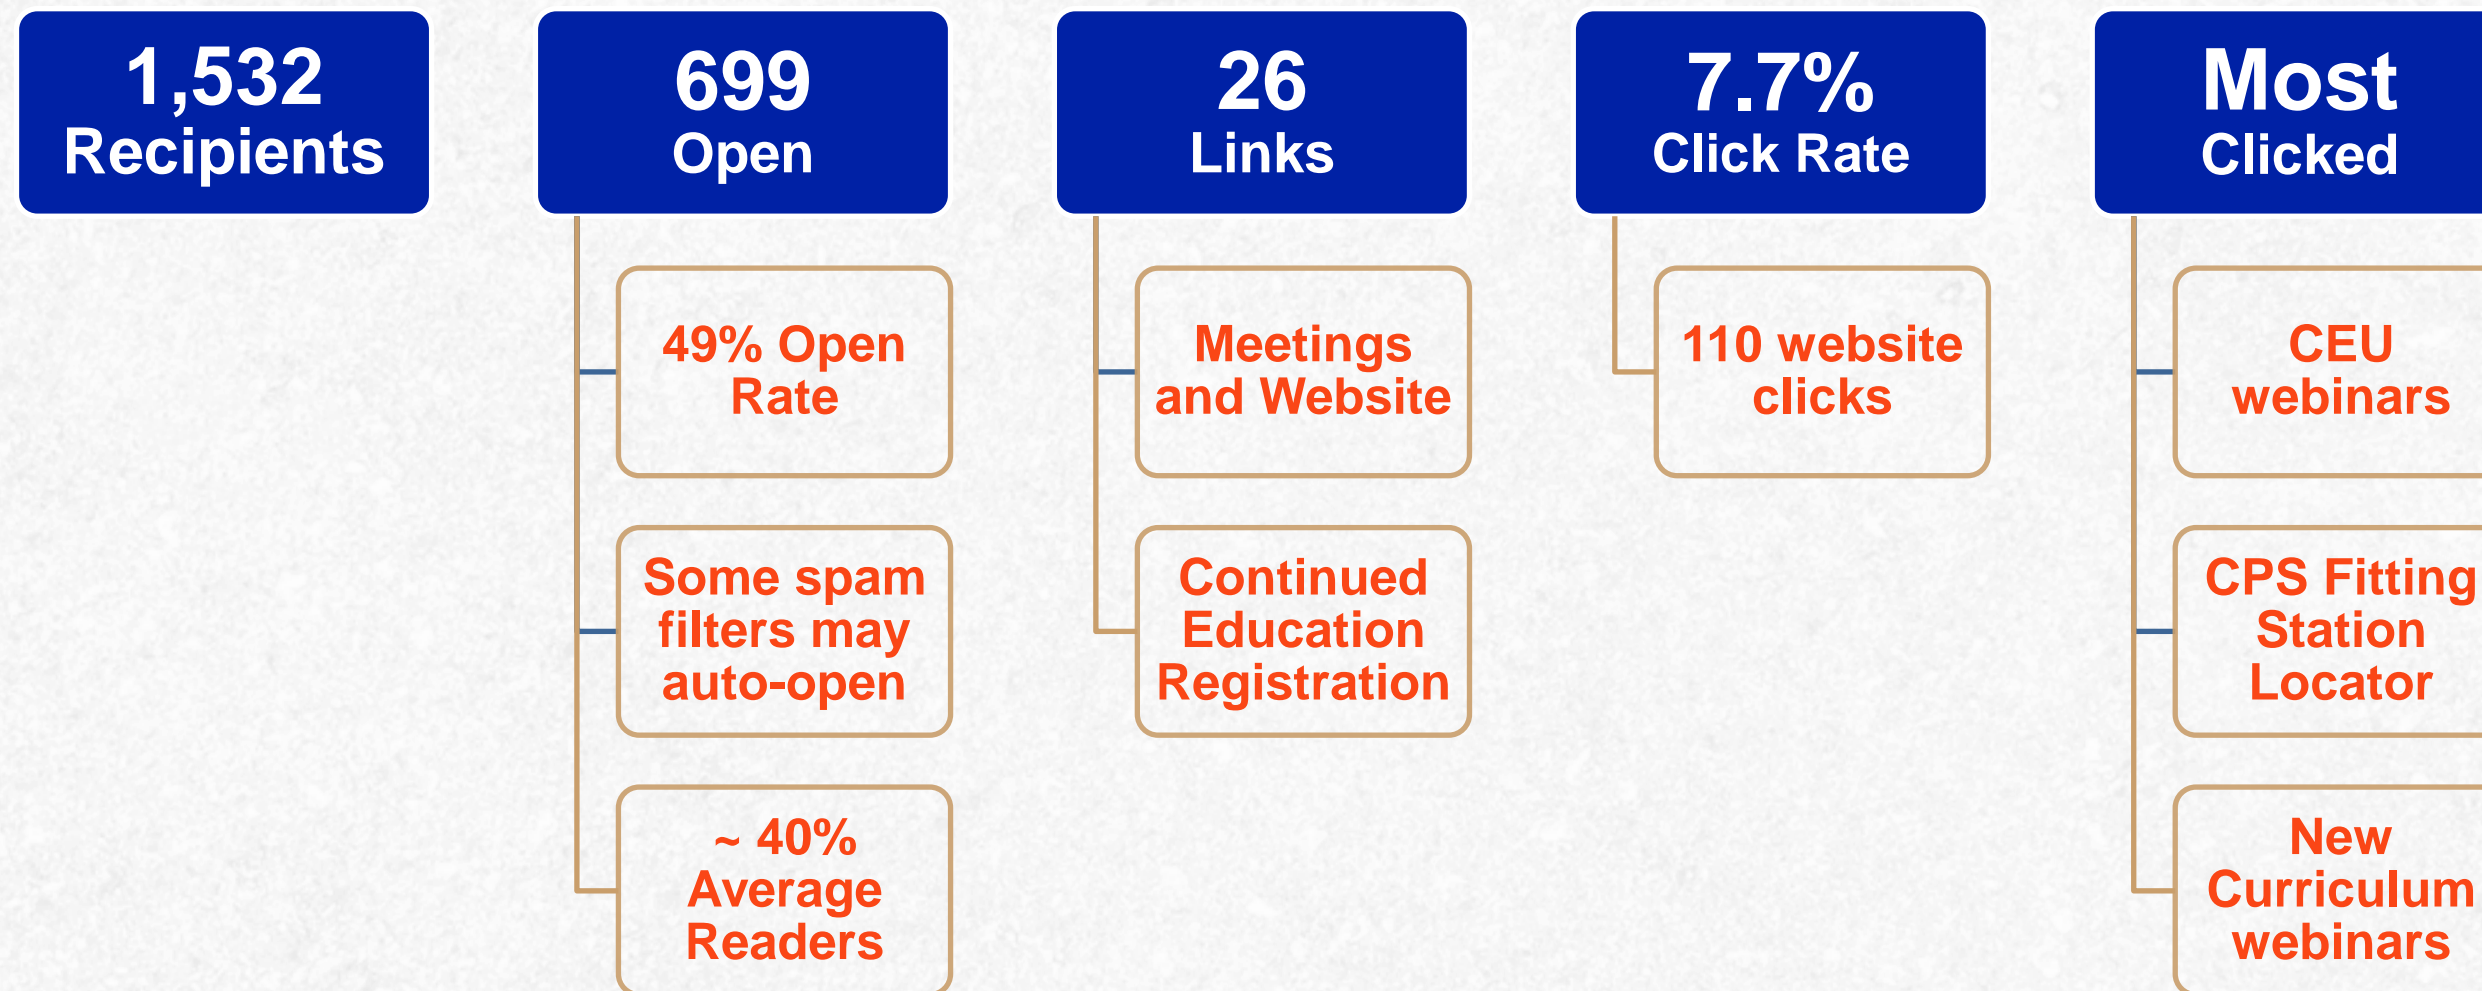 1,532
Recipients
699
Open
49% Open
Rate
Some spam
filters may
auto-open
~ 40%
Average
Readers
26
Links
Meetings
and Website
Continued
Education
Registration
7.7%
Click Rate
110 website
clicks
Most
Clicked
CEU
webinars
CPS Fitting
Station
Locator
New
Curriculum
webinars